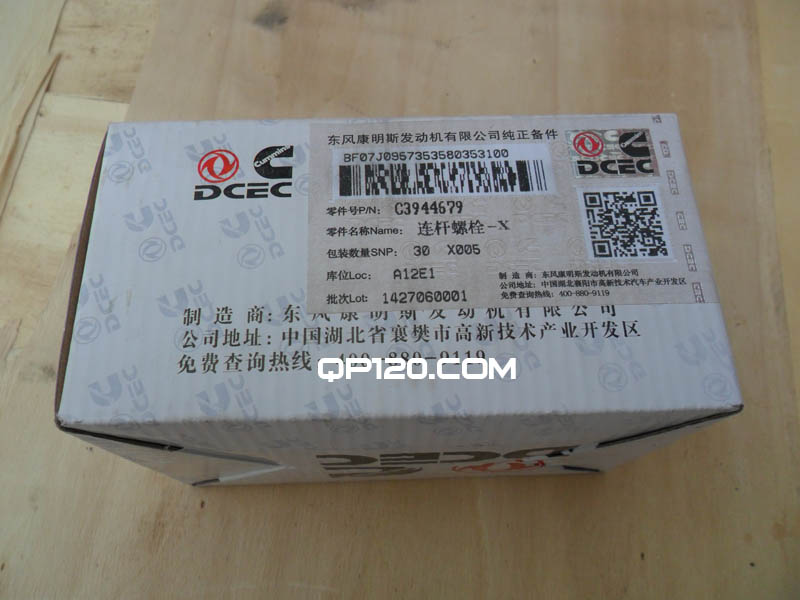 东风康明斯发动机有限公司纯正备件
BF07J0957353580353100
Cummins
DCEC
零件号P/N: C3944679
零件名称Name: 连杆螺栓-X
包装数量SNP: 30 X005
库位Loc: A12E1
批次Lot: 1427060001
制 造 商: 东风康明斯发动机有限公司
公司地址: 中国湖北襄阳市高新技术汽车产业开发区
免费查询热线: 400-880-9119
制 造 商: 东 风 康 明 斯 发 动 机 有 限 公 司
公司地址: 中国湖北省襄樊市高新技术产业开发区
免费查询热线: 400-880-9119
QP120.COM
DCEC